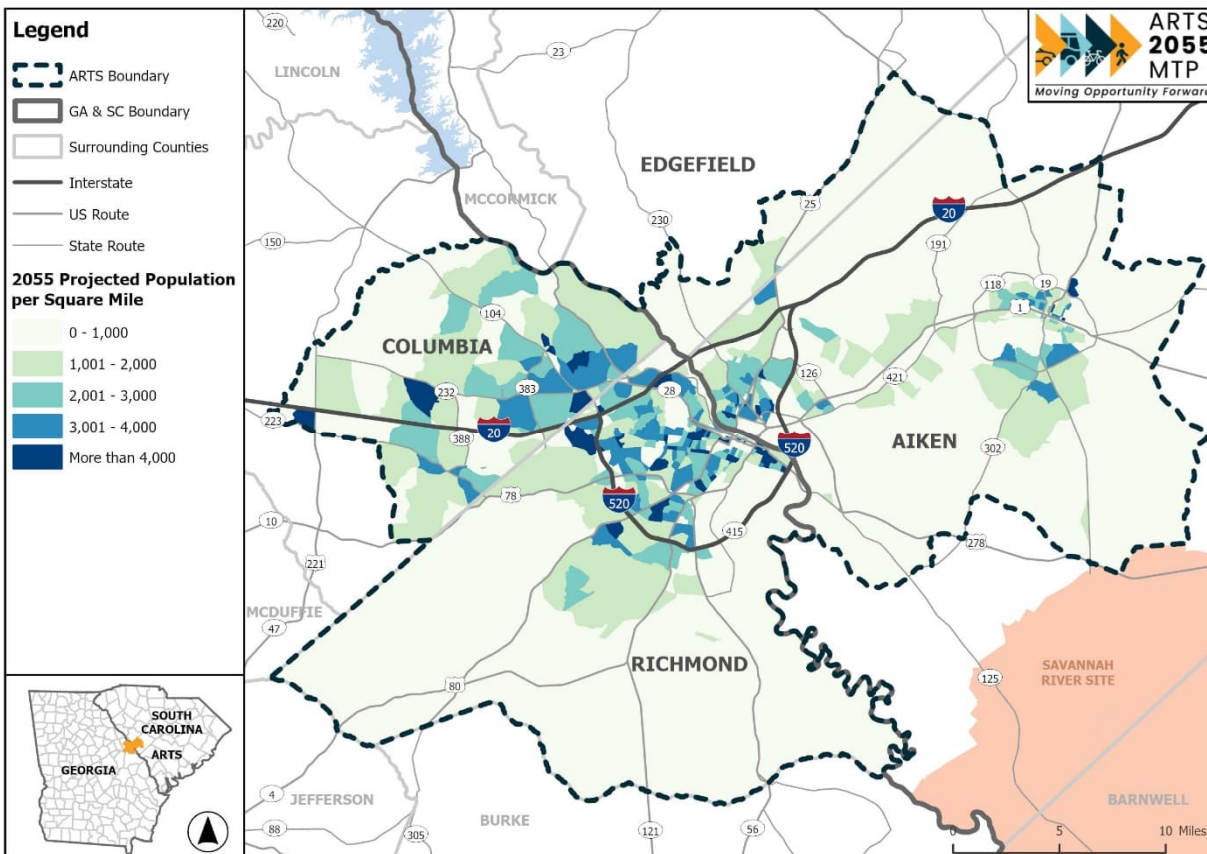 Legend
ARTS Boundary
GA & SC Boundary
Surrounding Counties
Interstate
US Route
State Route
2055 Projected Population
per Square Mile
0 - 1,000
1,001 - 2,000
2,001 - 3,000
3,001 - 4,000
More than 4,000
SOUTH
CAROLINA
ARTS
GEORGIA
ARTS
2055
MTP
Moving Opportunity Forward
220
23
LINCOLN
EDGEFIELD
MCCORMICK
25
20
230
191
150
118
19
104
1
COLUMBIA
126
232
383
28
421
223
20
388
AIKEN
520
302
78
520
10
415
278
221
MCDUFFIE
47
RICHMOND
SAVANNAH
RIVER SITE
80
125
4
JEFFERSON
BARNWELL
BURKE
88
305
121
56
0
5
10 Miles